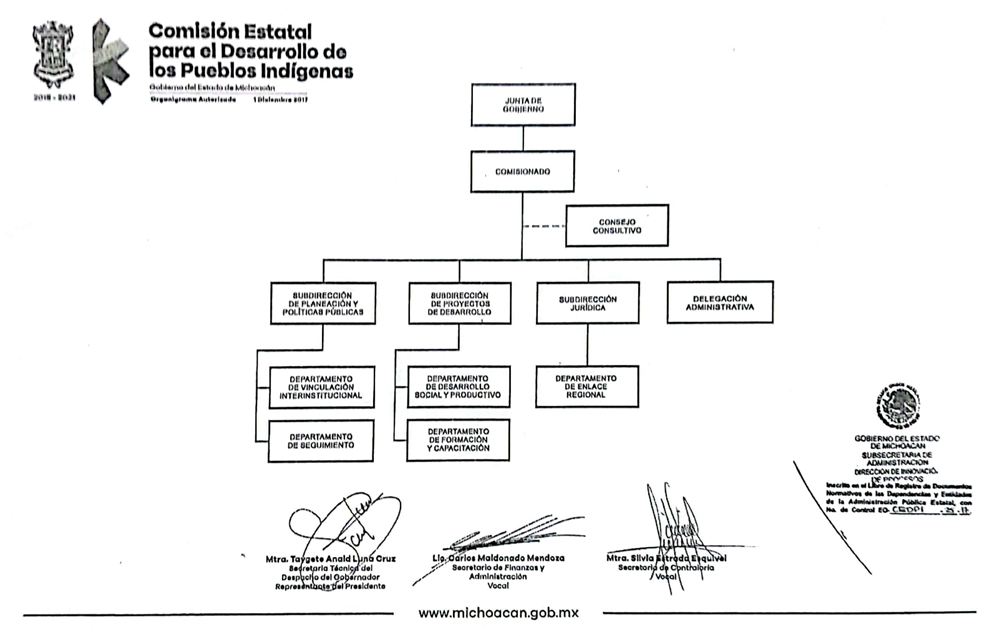 Comisión Estatal
para el Desarrollo de
los Pueblos Indígenas
Gobierno del Estado de Michoacán
Organigrama Autorizado 1 Diciembre 2017
2015 - 2021
JUNTA DE
GOBIERNO
COMISIONADO
CONSEJO
CONSULTIVO
SUBDIRECCIÓN
DE PLANEACIÓN Y
POLÍTICAS PÚBLICAS
SUBDIRECCIÓN
DE PROYECTOS
DE DESARROLLO
SUBDIRECCIÓN
JURÍDICA
DELEGACIÓN
ADMINISTRATIVA
DEPARTAMENTO
DE VINCULACIÓN
INTERINSTITUCIONAL
DEPARTAMENTO
DE DESARROLLO
SOCIAL Y PRODUCTIVO
DEPARTAMENTO
DE ENLACE
REGIONAL
DEPARTAMENTO
DE SEGUIMIENTO
DEPARTAMENTO
DE FORMACIÓN
Y CAPACITACIÓN
GOBIERNO DEL ESTADO
DE MICHOACAN
SUBSECRETARIA DE
ADMINISTRACIÓN
DIRECCION DE INNOVACIÓ.
DE PROCESOS
Inscrito en el Libro de Registro de Documentos
Normativos de las Dependencias y Entidades
de la Administración Pública Estatal, con
No. de Control EO-CEDPI-25-17
Mtra. Taygete Anaid Luna Cruz
Secretaria Técnica del
Despacho del Gobernador
Representante del Presidente
Lic. Carlos Maldonado Mendoza
Secretario de Finanzas y
Administración
Vocal
Mtra. Silvia Estrada Esquivel
Secretaria de Contraloría
Vocal
www.michoacan.gob.mx